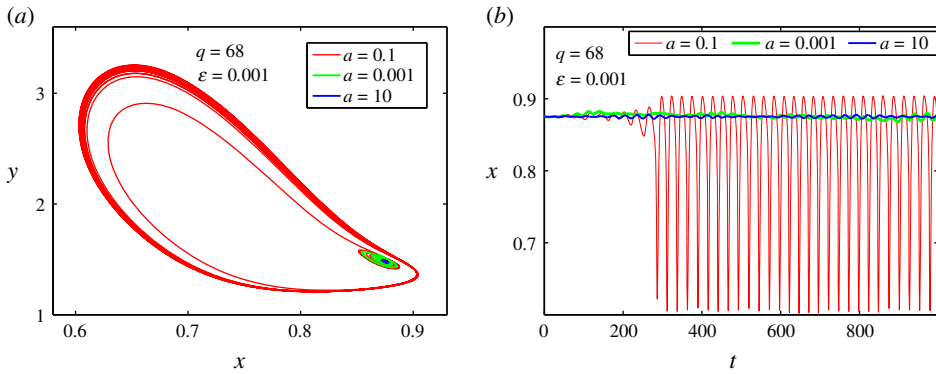 (a)
q = 68
ε = 0.001
a = 0.1
a = 0.001
a = 10
3
y
2
1
0.6 0.7 0.8 0.9
x
(b)
q = 68
ε = 0.001
a = 0.1 a = 0.001 a = 10
0.9
0.8
x
0.7
0 200 400 600 800
t